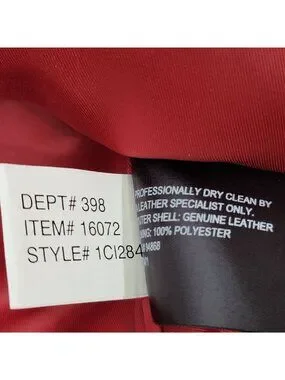 DEPT# 398
ITEM# 16072
STYLE# 1CI284
PROFESSIONALLY DRY CLEAN BY
LEATHER SPECIALIST ONLY.
SHELL: GENUINE LEATHER
100% POLYESTER